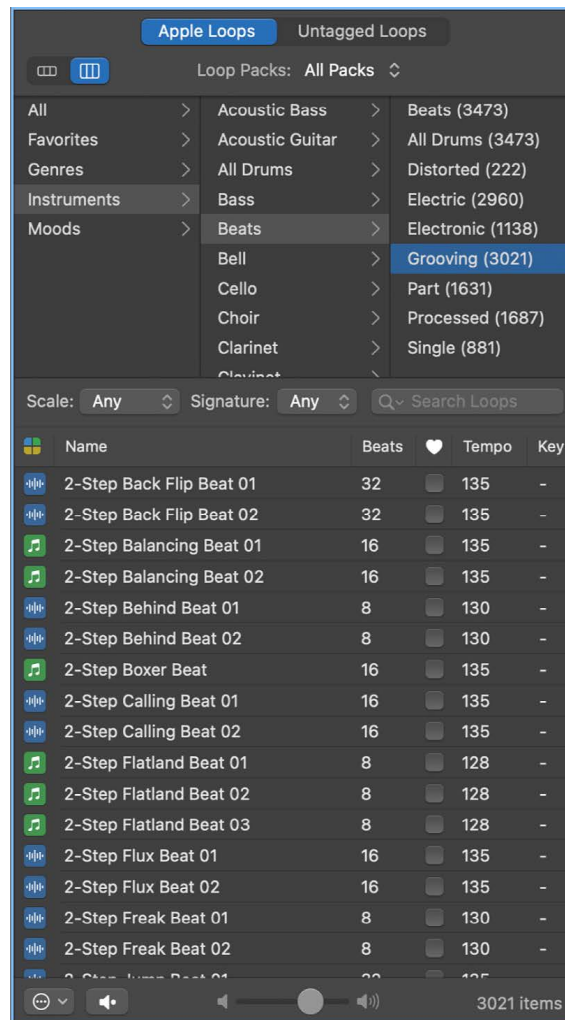 Apple Loops Untagged Loops
Loop Packs: All Packs
All Acoustic Bass Beats (3473)
Favorites Acoustic Guitar All Drums (3473)
Genres All Drums Distorted (222)
Instruments Bass Electric (2960)
Moods Beats Electronic (1138)
Bell Grooving (3021)
Cello Part (1631)
Choir Processed (1687)
Clarinet Single (881)
Clavinet
Scale: Any Signature: Any Search Loops
Name Beats Tempo Key
2-Step Back Flip Beat 01 32 135 -
2-Step Back Flip Beat 02 32 135 -
2-Step Balancing Beat 01 16 135 -
2-Step Balancing Beat 02 16 135 -
2-Step Behind Beat 01 8 130 -
2-Step Behind Beat 02 8 130 -
2-Step Boxer Beat 16 135 -
2-Step Calling Beat 01 16 135 -
2-Step Calling Beat 02 16 135 -
2-Step Flatland Beat 01 8 128 -
2-Step Flatland Beat 02 8 128 -
2-Step Flatland Beat 03 8 128 -
2-Step Flux Beat 01 16 135 -
2-Step Flux Beat 02 16 135 -
2-Step Freak Beat 01 8 130 -
2-Step Freak Beat 02 8 130 -
2-Step Jump Beat 01 32 135
3021 items